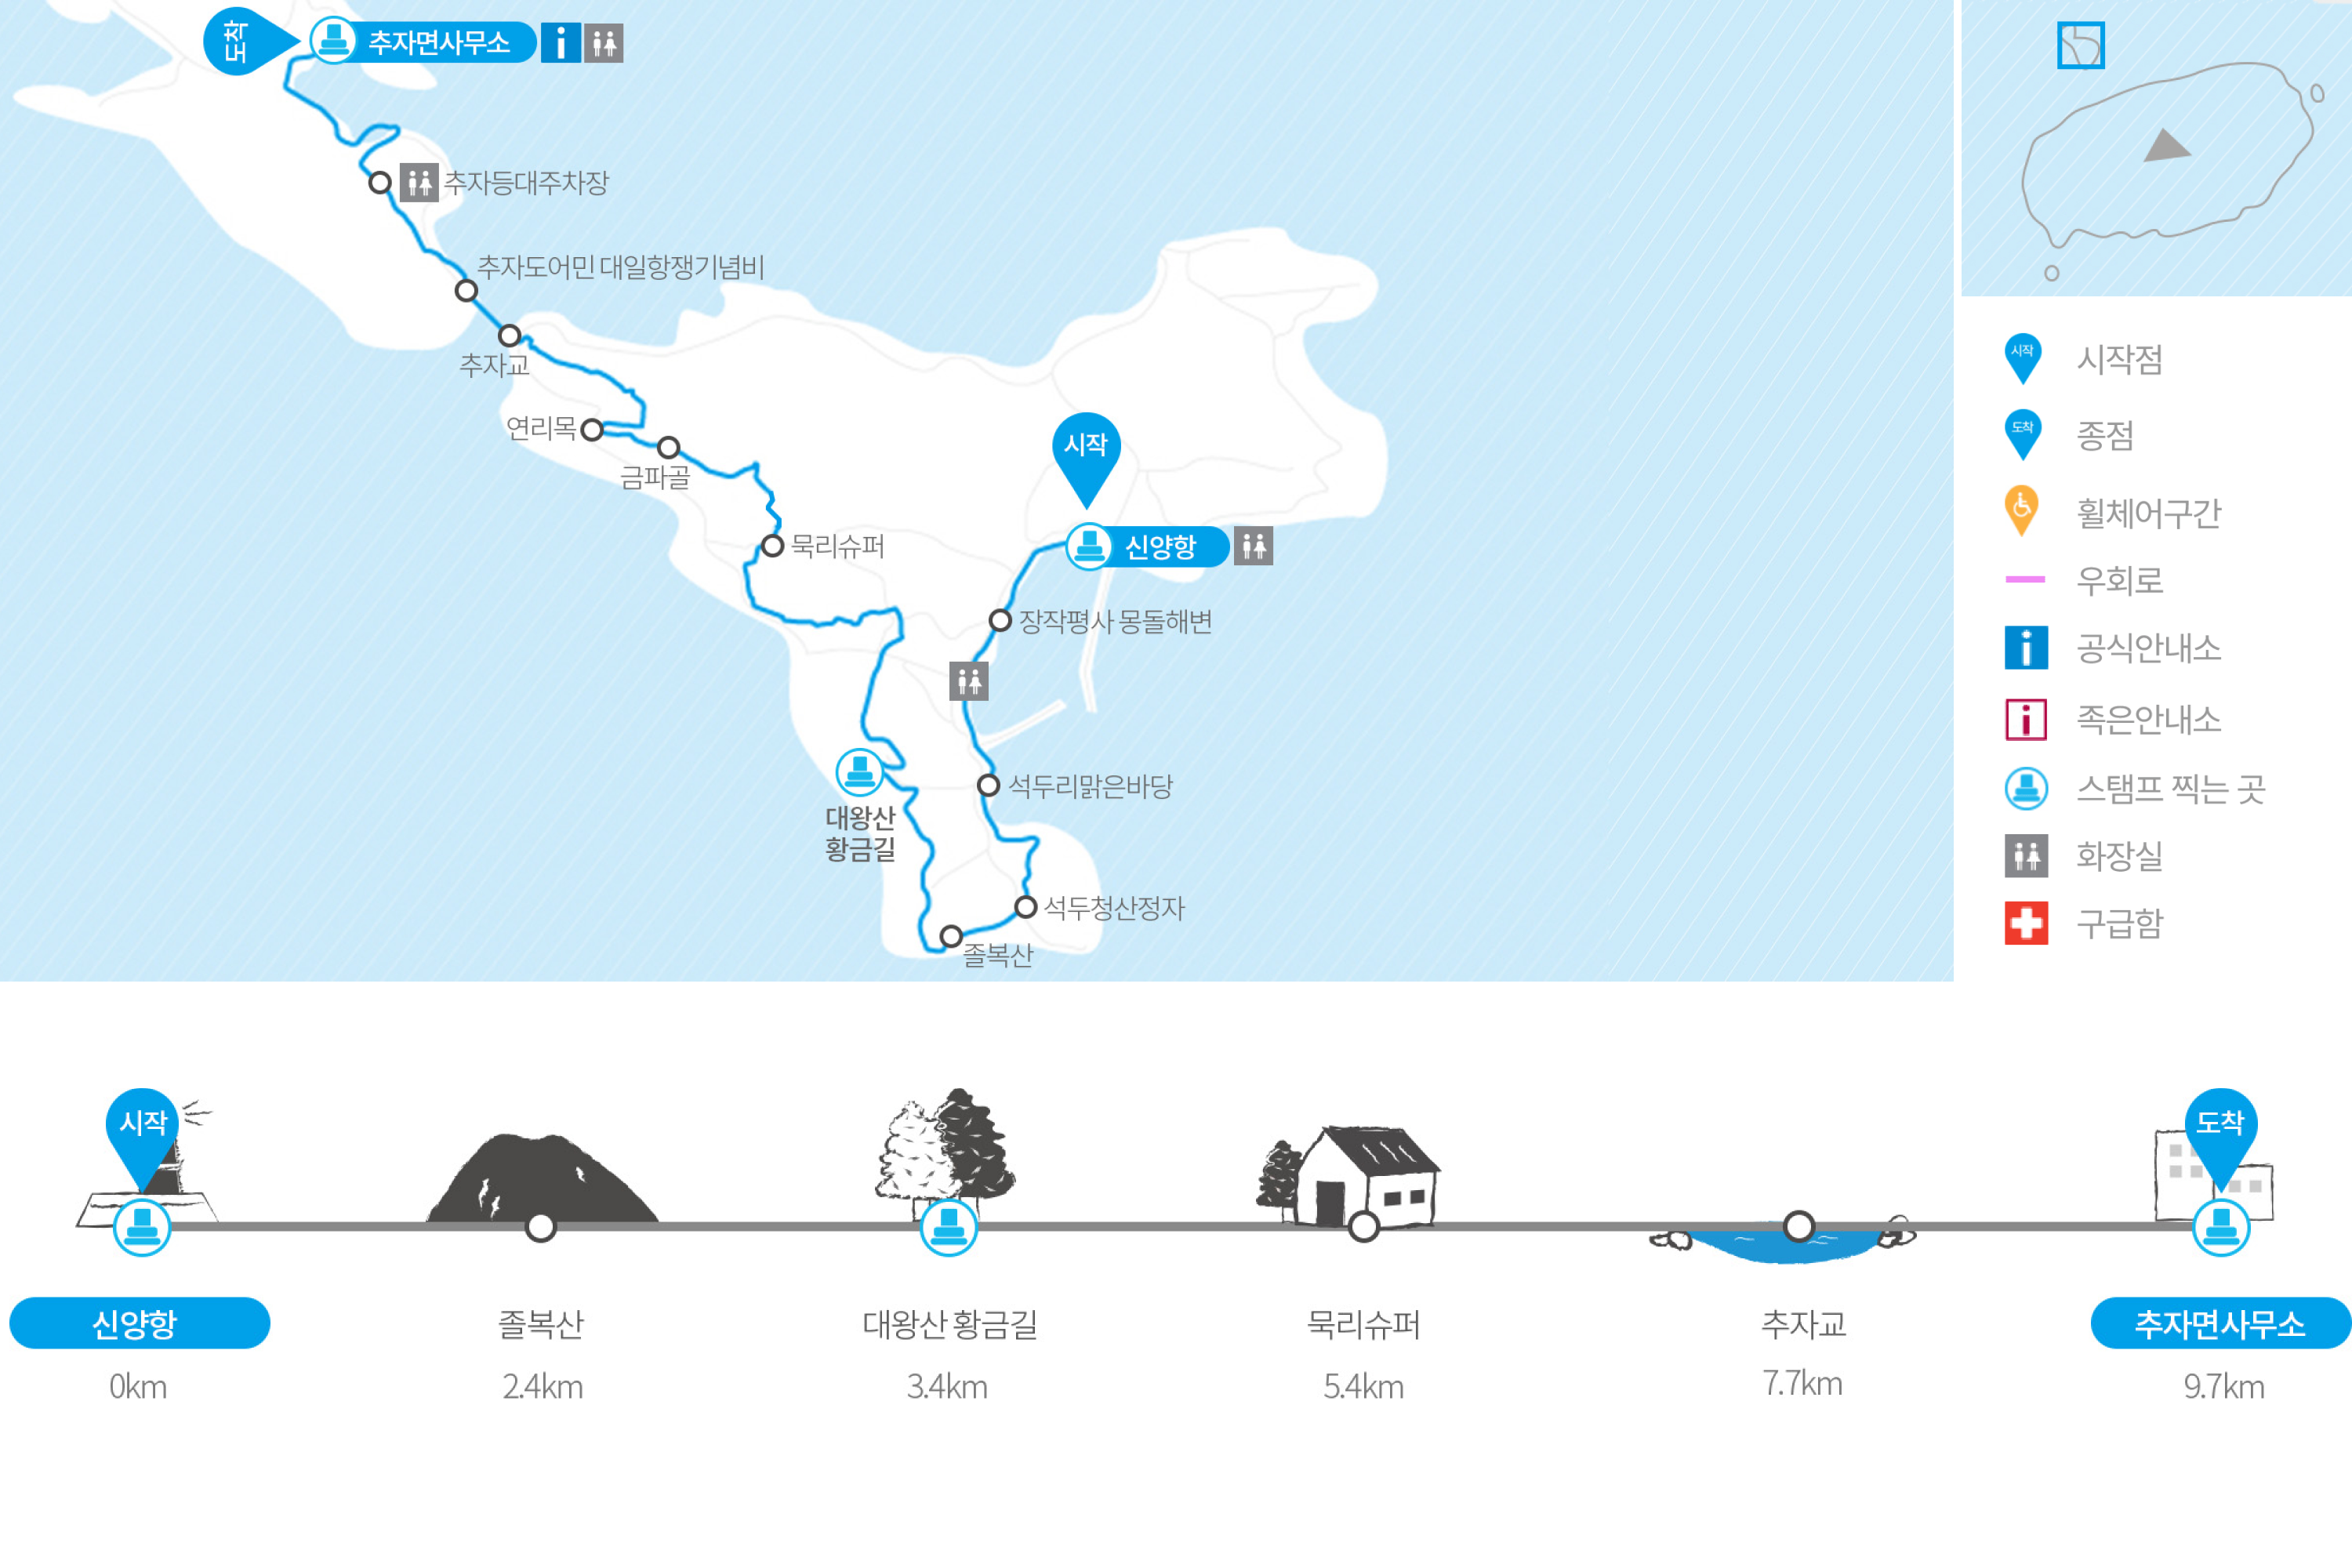 도착
추자면사무소
추자등대주차장
추자도어민 대일항쟁기념비
추자교
연리목
금파골
묵리슈퍼
시작
신양항
장작평사 몽돌해변
석두리맑은바당
대왕산
황금길
석두청산정자
졸복산
시작 시작점
도착 종점
휠체어구간
우회로
공식안내소
족은안내소
스탬프 찍는 곳
화장실
구급함
시작
도착
신양항
졸복산
대왕산 황금길
묵리슈퍼
추자교
추자면사무소
0km
2.4km
3.4km
5.4km
7.7km
9.7km